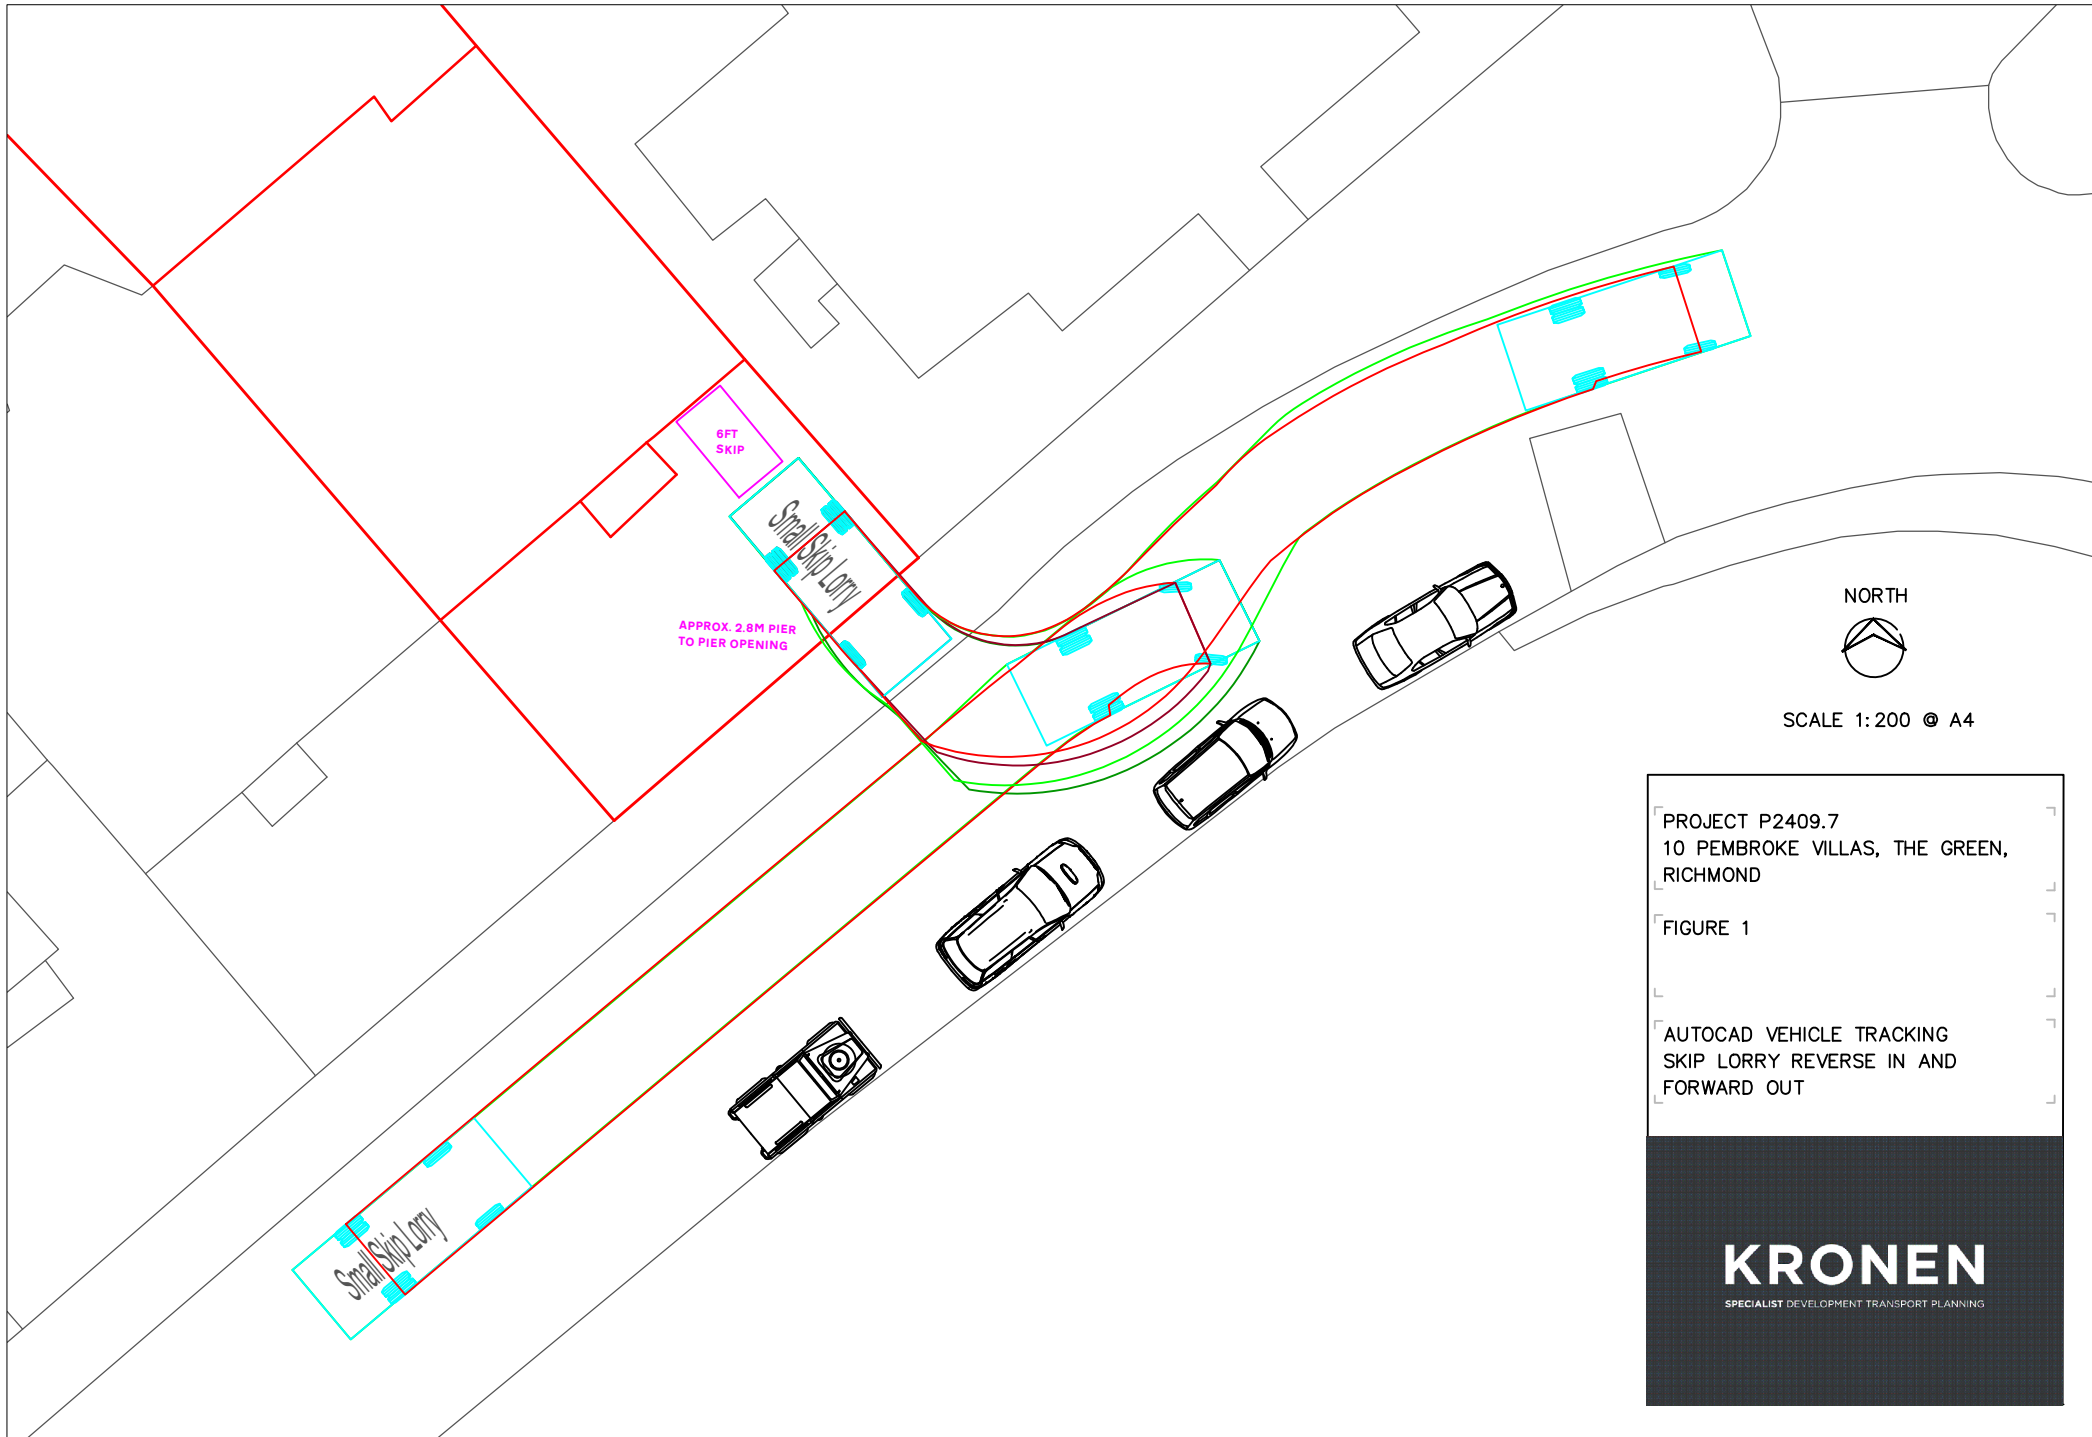 6FT
SKIP
Small Skip Lorry
APPROX. 2.8M PIER
TO PIER OPENING
Small Skip Lorry
NORTH
SCALE 1:200 @ A4
PROJECT P2409.7
10 PEMBROKE VILLAS, THE GREEN,
RICHMOND
FIGURE 1
AUTOCAD VEHICLE TRACKING
SKIP LORRY REVERSE IN AND
FORWARD OUT
KRONEN
SPECIALIST DEVELOPMENT TRANSPORT PLANNING